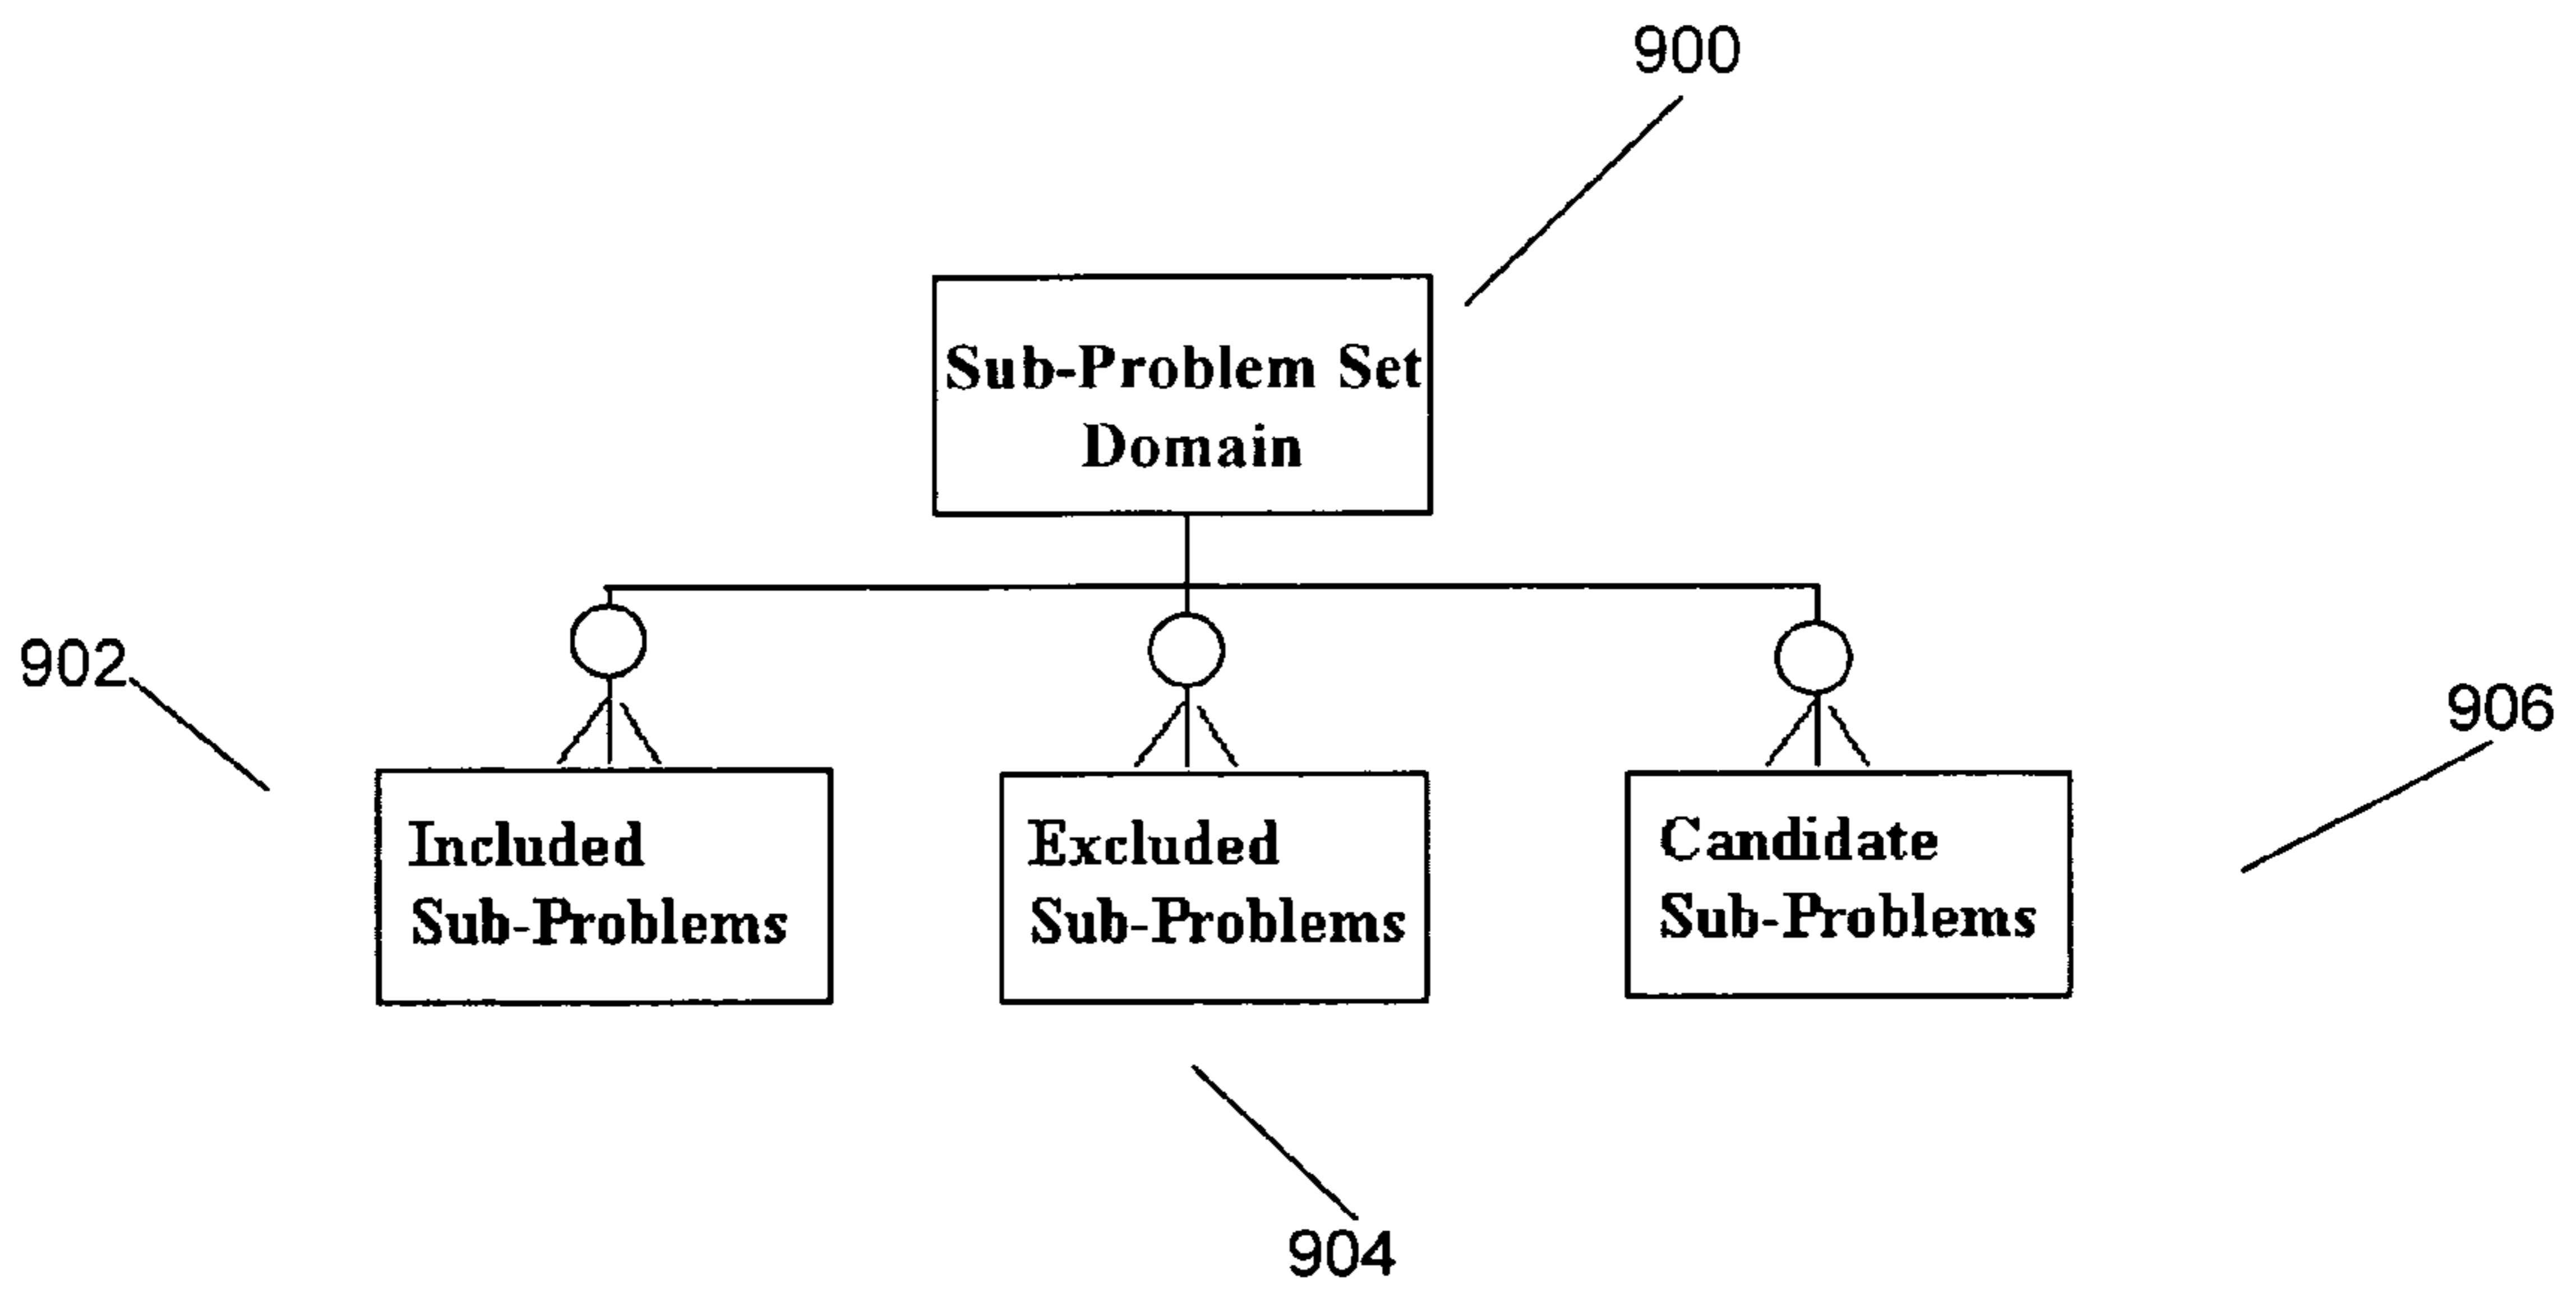 900
Sub-Problem Set
Domain
902
906
Included
Sub-Problems
Excluded
Sub-Problems
Candidate
Sub-Problems
904